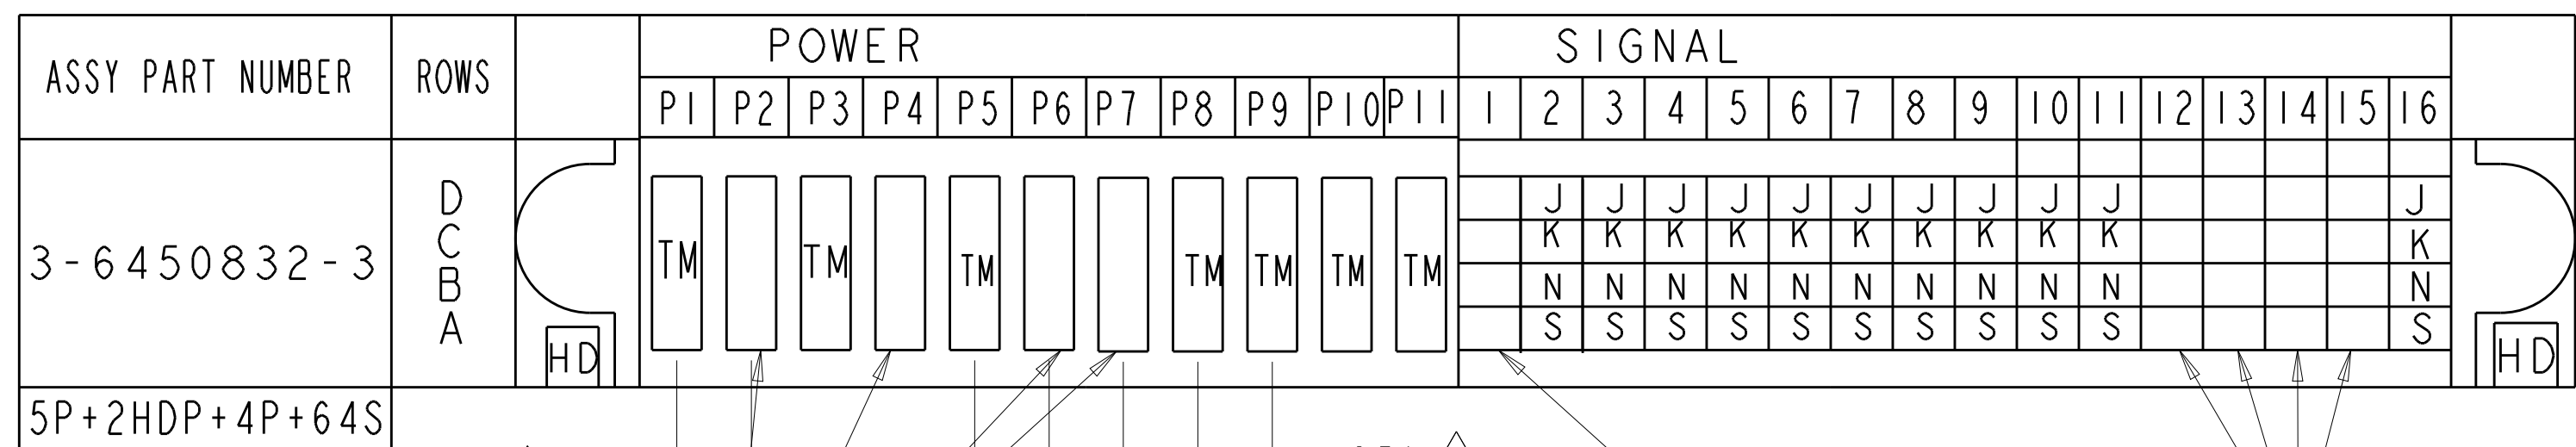 POWER SIGNAL
ASSY PART NUMBER ROWS
P1 P2 P3 P4 P5 P6 P7 P8 P9 P10 P11 1 2 3 4 5 6 7 8 9 10 11 12 13 14 15 16
D J J J J J J J J J J J
C K K K K K K K K K K K
3-6450832-3 TM TM TM TM TM TM TM
B N N N N N N N N N N N
A S S S S S S S S S S S
HD HD
5P+2HDP+4P+64S